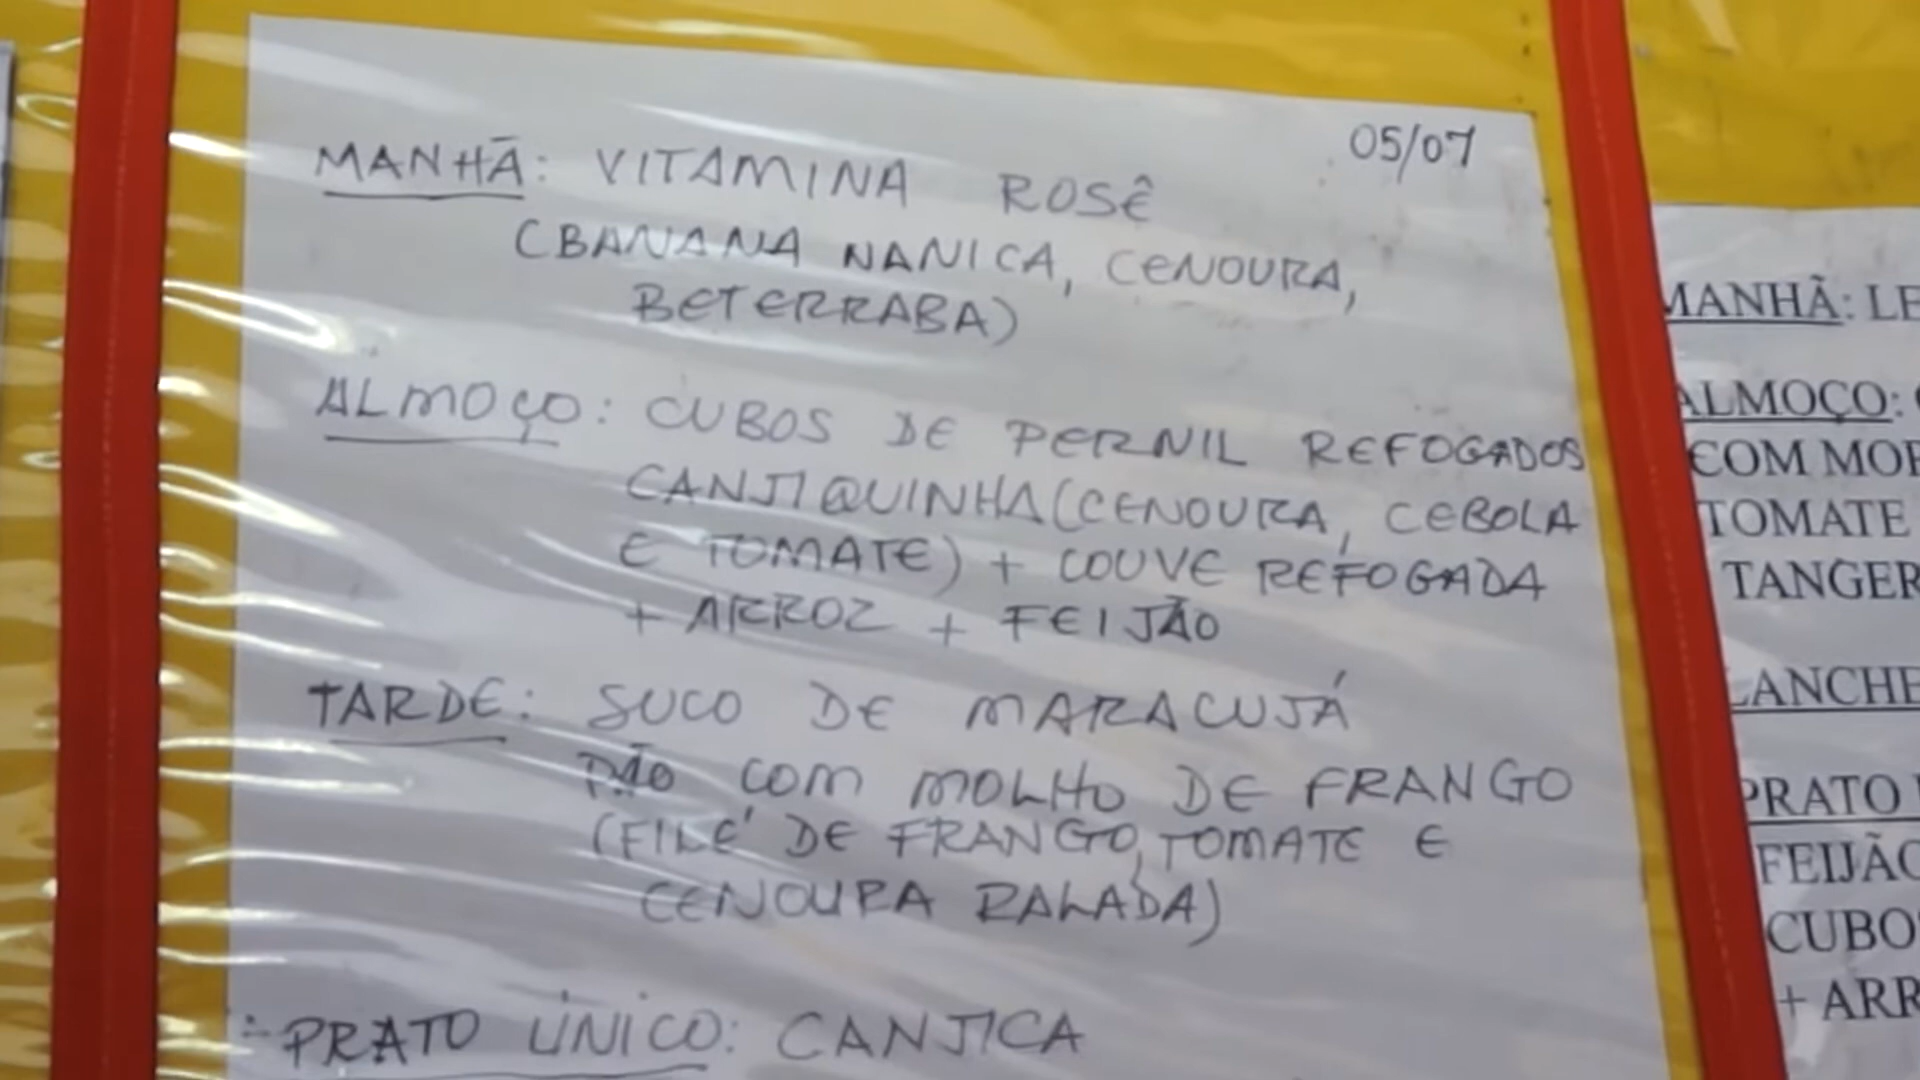 05/07
MANHÃ: VITAMINA ROSÊ
(BANANA NANICA, CENOURA,
BETERRABA)
ALMOÇO: CUBOS DE PERNIL REFOGADOS
CANJIQUINHA (CENOURA, CEBOLA
E TOMATE) + COUVE REFOGADA
+ ARROZ + FEIJÃO
TARDE: SUCO DE MARACUJÁ
PÃO COM MOLHO DE FRANGO
(FILÉ DE FRANGO, TOMATE E
CENOURA RALADA)
PRATO ÚNICO: CANJICA
MANHÃ: LE
ALMOÇO:
COM MO
TOMATE
TANGER
LANCHE
PRATO
FEIJÃO
CUBO
+ ARR